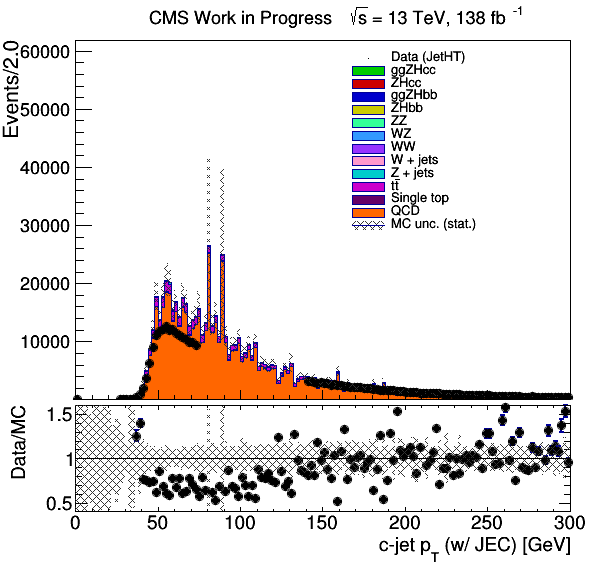 CMS Work in Progress √s = 13 TeV, 138 fb⁻¹
Events/2.0
60000
50000
40000
30000
20000
10000
Data (JetHT)
ggZHcc
ZHcc
ggZHbb
ZHbb
ZZ
WZ
WW
W + jets
Z + jets
tt̄
Single top
QCD
MC unc. (stat.)
Data/MC
1.5
1
0.5
0 50 100 150 200 250 300
c-jet p_T (w/ JEC) [GeV]